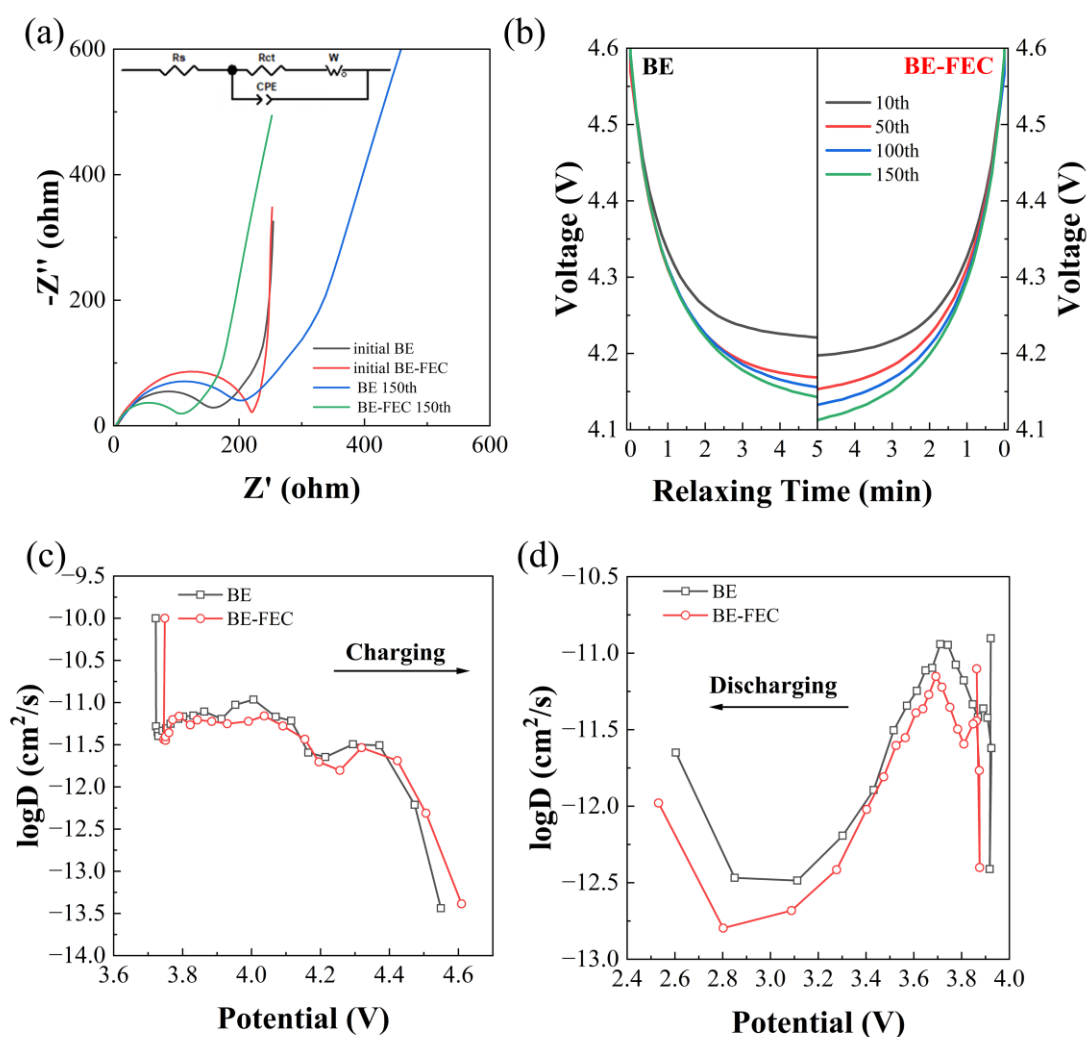 (a)
600
400
200
0
-Z'' (ohm)
Rs
Rct
W
CPE
initial BE
initial BE-FEC
BE 150th
BE-FEC 150th
0
200
400
600
Z' (ohm)
(b)
4.6
4.5
4.4
4.3
4.2
4.1
Voltage (V)
BE
BE-FEC
10th
50th
100th
150th
4.6
4.5
4.4
4.3
4.2
4.1
Voltage (V)
0 1 2 3 4 5 4 3 2 1 0
Relaxing Time (min)
(c)
−9.5
−10.0
−10.5
−11.0
−11.5
−12.0
−12.5
−13.0
−13.5
−14.0
logD (cm²/s)
BE
BE-FEC
Charging
3.6 3.8 4.0 4.2 4.4 4.6
Potential (V)
(d)
−10.5
−11.0
−11.5
−12.0
−12.5
−13.0
logD (cm²/s)
BE
BE-FEC
Discharging
2.4 2.6 2.8 3.0 3.2 3.4 3.6 3.8 4.0
Potential (V)